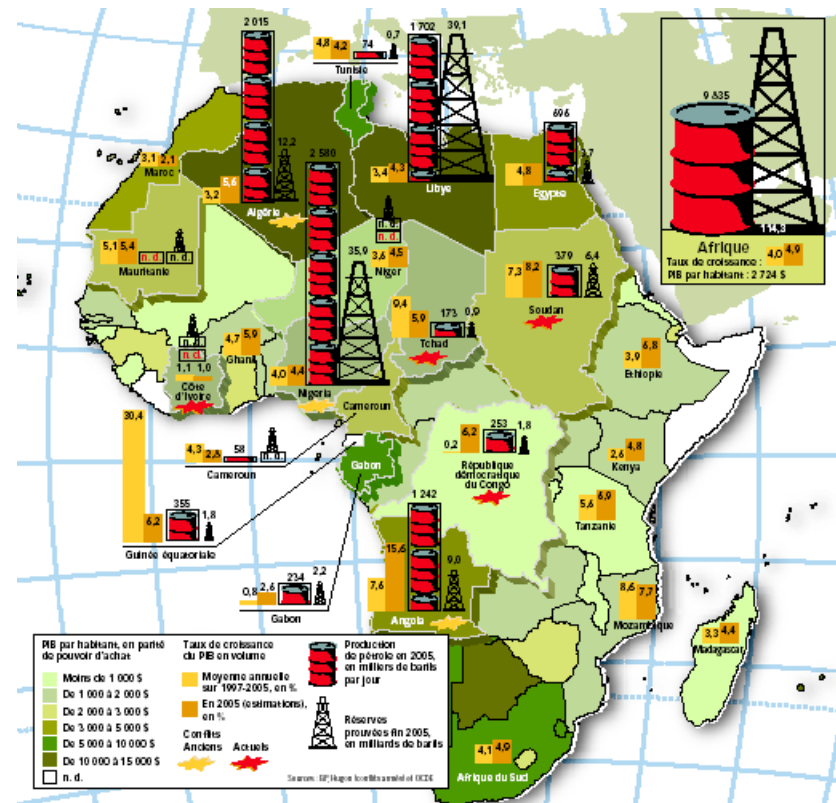 2 015
4,8 4,2 74 0,7
Tunisie
1 702
39,1
696
3,7
4,8
Egypte
3,4 4,3
Libye
3,1 2,1
Maroc
12,2
5,6
3,2
Algérie
2 580
5,1 5,4 n. d. n. d.
Mauritanie
n. d.
n. d.
3,6 4,5
Niger
35,9
4,0 4,4
Nigeria
9,4 5,9 173 0,9
Tchad
7,3 8,2 379 6,4
Soudan
n. d.
n. d.
1,1 1,0
Côte
d'Ivoire
4,7 5,9
Ghana
3,9 6,8
Ethiopie
Cameroun
4,3 2,8 58 n. d.
Cameroun
30,4
6,2 355 1,8
Guinée équatoriale
Gabon
0,8 2,6 234 2,2
Gabon
0,2 6,2 253 1,8
République
démocratique
du Congo
2,6 4,8
Kenya
5,6 6,9
Tanzanie
1 242
15,6
7,6
9,0
Angola
8,6 7,7
Mozambique
3,3 4,4
Madagascar
4,1 4,9
Afrique du Sud
9 835
114,3
Afrique
Taux de croissance : 4,0 4,9
PIB par habitant : 2 724 $
PIB par habitant, en parité
de pouvoir d'achat
Moins de 1 000 $
De 1 000 à 2 000 $
De 2 000 à 3 000 $
De 3 000 à 5 000 $
De 5 000 à 10 000 $
De 10 000 à 15 000 $
n. d.
Taux de croissance
du PIB en volume
Moyenne annuelle
sur 1997-2005, en %
En 2005 (estimations),
en %
Conflits
Anciens Actuels
Production
de pétrole en 2005,
en milliers de barils
par jour
Réserves
prouvées fin 2005,
en milliards de barils
Sources : BP, Hugon (conflits armés) et OCDE